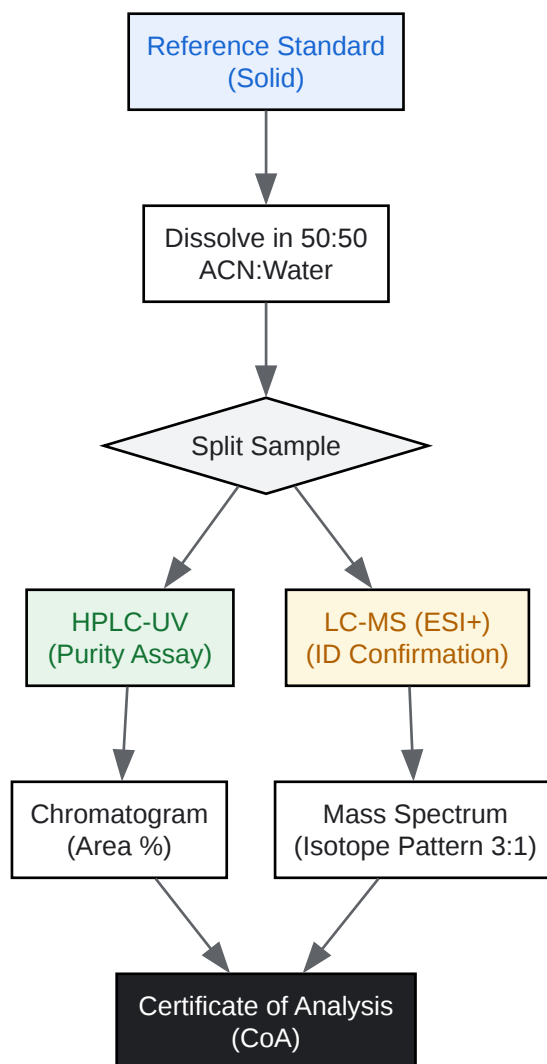 Reference Standard
(Solid)
Dissolve in 50:50
ACN:Water
Split Sample
HPLC-UV
(Purity Assay)
LC-MS (ESI+)
(ID Confirmation)
Chromatogram
(Area %)
Mass Spectrum
(Isotope Pattern 3:1)
Certificate of Analysis
(CoA)